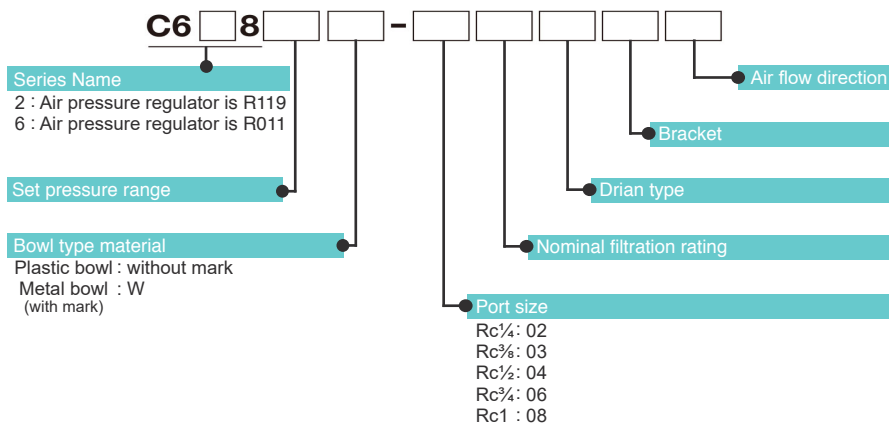 C6 8 -
Series Name
2 : Air pressure regulator is R119
6 : Air pressure regulator is R011
Set pressure range
Bowl type material
Plastic bowl : without mark
Metal bowl : W
(with mark)
Air flow direction
Bracket
Drian type
Nominal filtration rating
Port size
Rc¼ : 02
Rc⅜ : 03
Rc½ : 04
Rc¾ : 06
Rc1 : 08